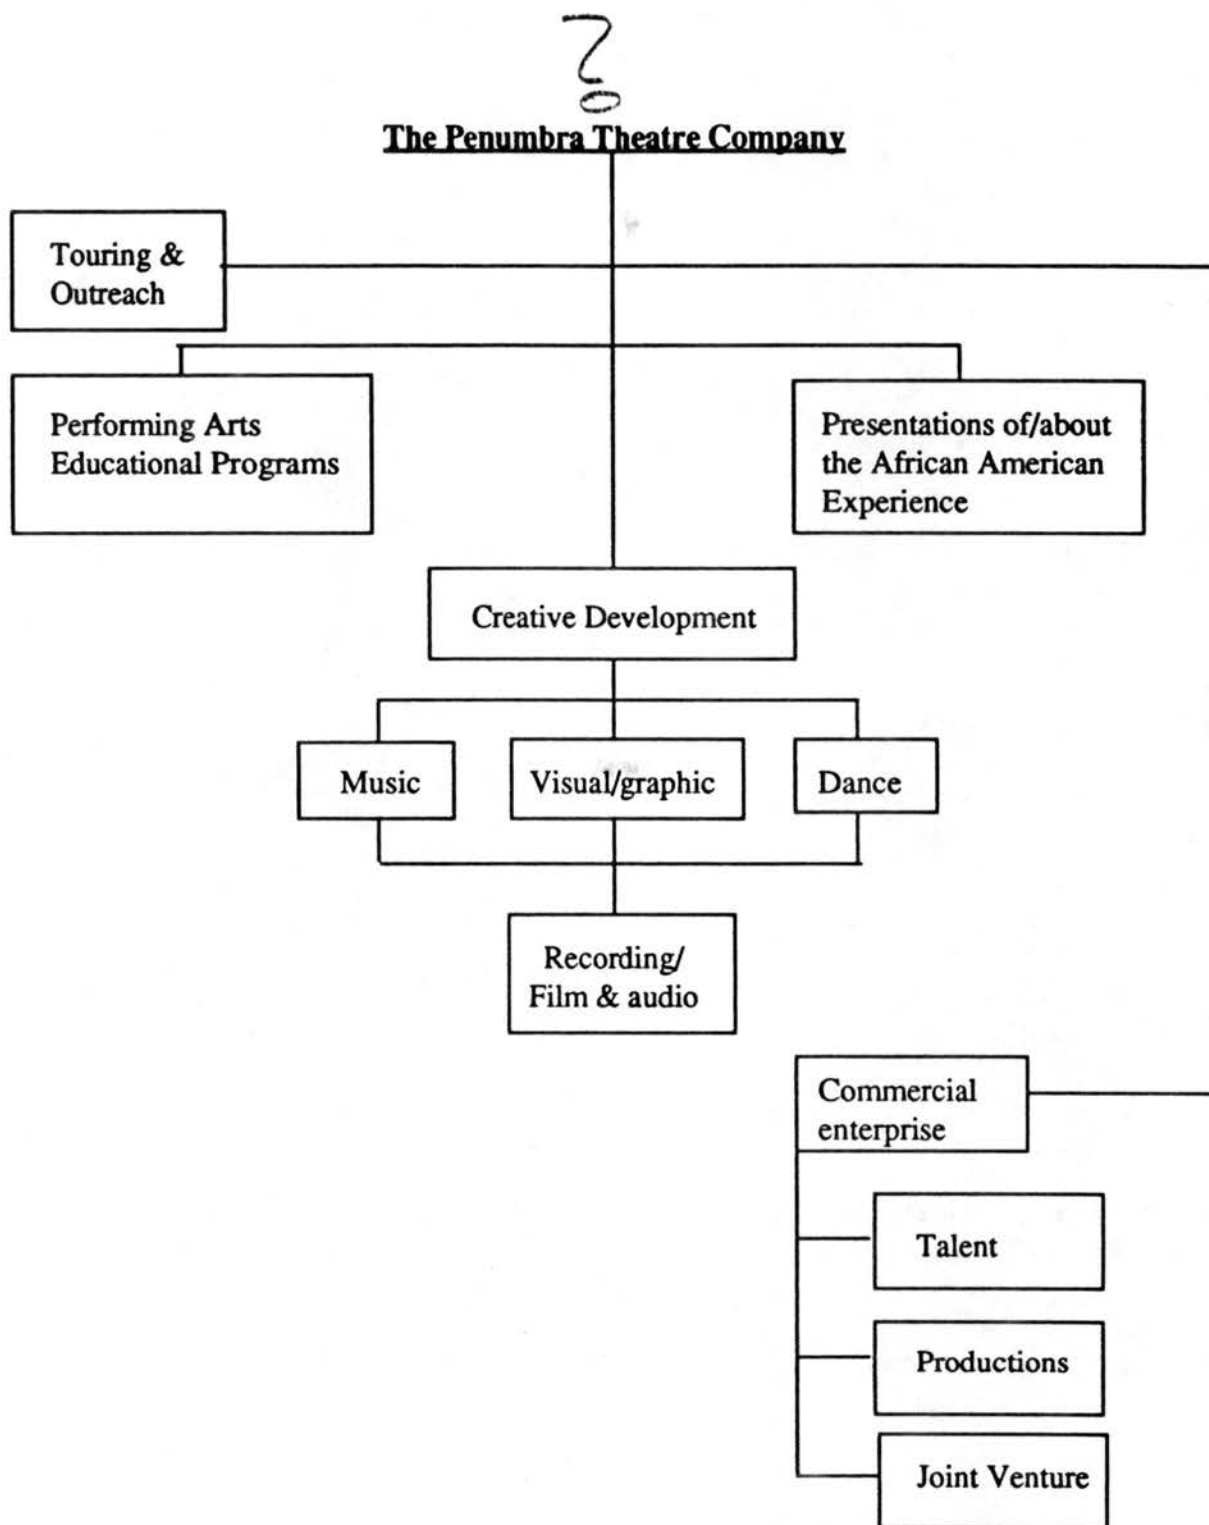 ?
The Penumbra Theatre Company
Touring &
Outreach
Performing Arts
Educational Programs
Presentations of/about
the African American
Experience
Creative Development
Music
Visual/graphic
Dance
Recording/
Film & audio
Commercial
enterprise
Talent
Productions
Joint Venture